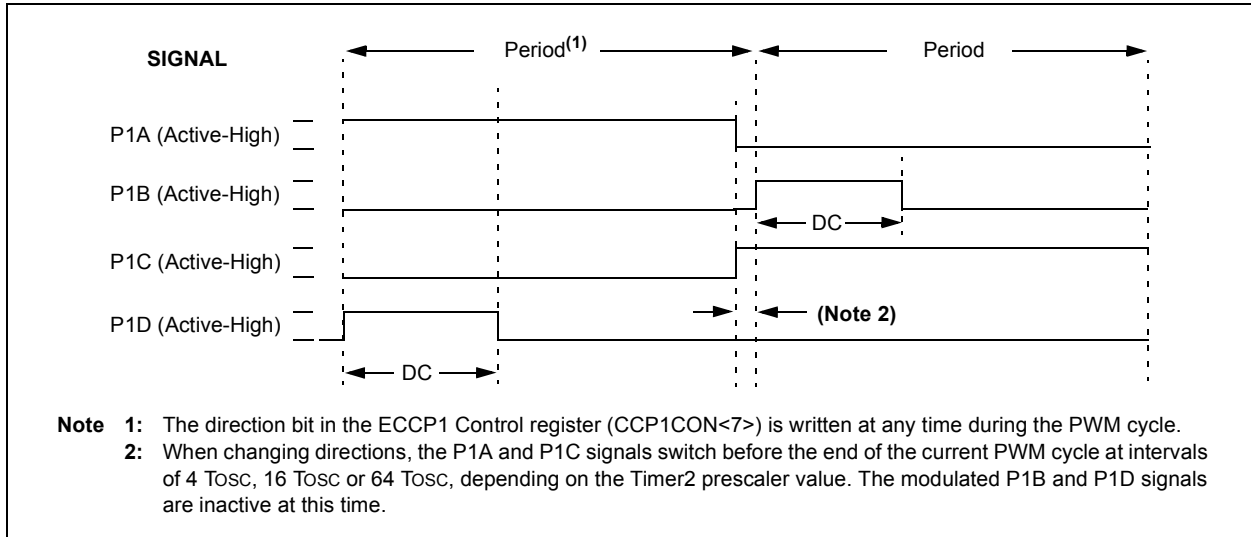 SIGNAL
Period(1)
Period
P1A (Active-High)
P1B (Active-High)
DC
P1C (Active-High)
P1D (Active-High)
(Note 2)
DC
Note 1: The direction bit in the ECCP1 Control register (CCP1CON<7>) is written at any time during the PWM cycle.
2: When changing directions, the P1A and P1C signals switch before the end of the current PWM cycle at intervals
of 4 TOSC, 16 TOSC or 64 TOSC, depending on the Timer2 prescaler value. The modulated P1B and P1D signals
are inactive at this time.